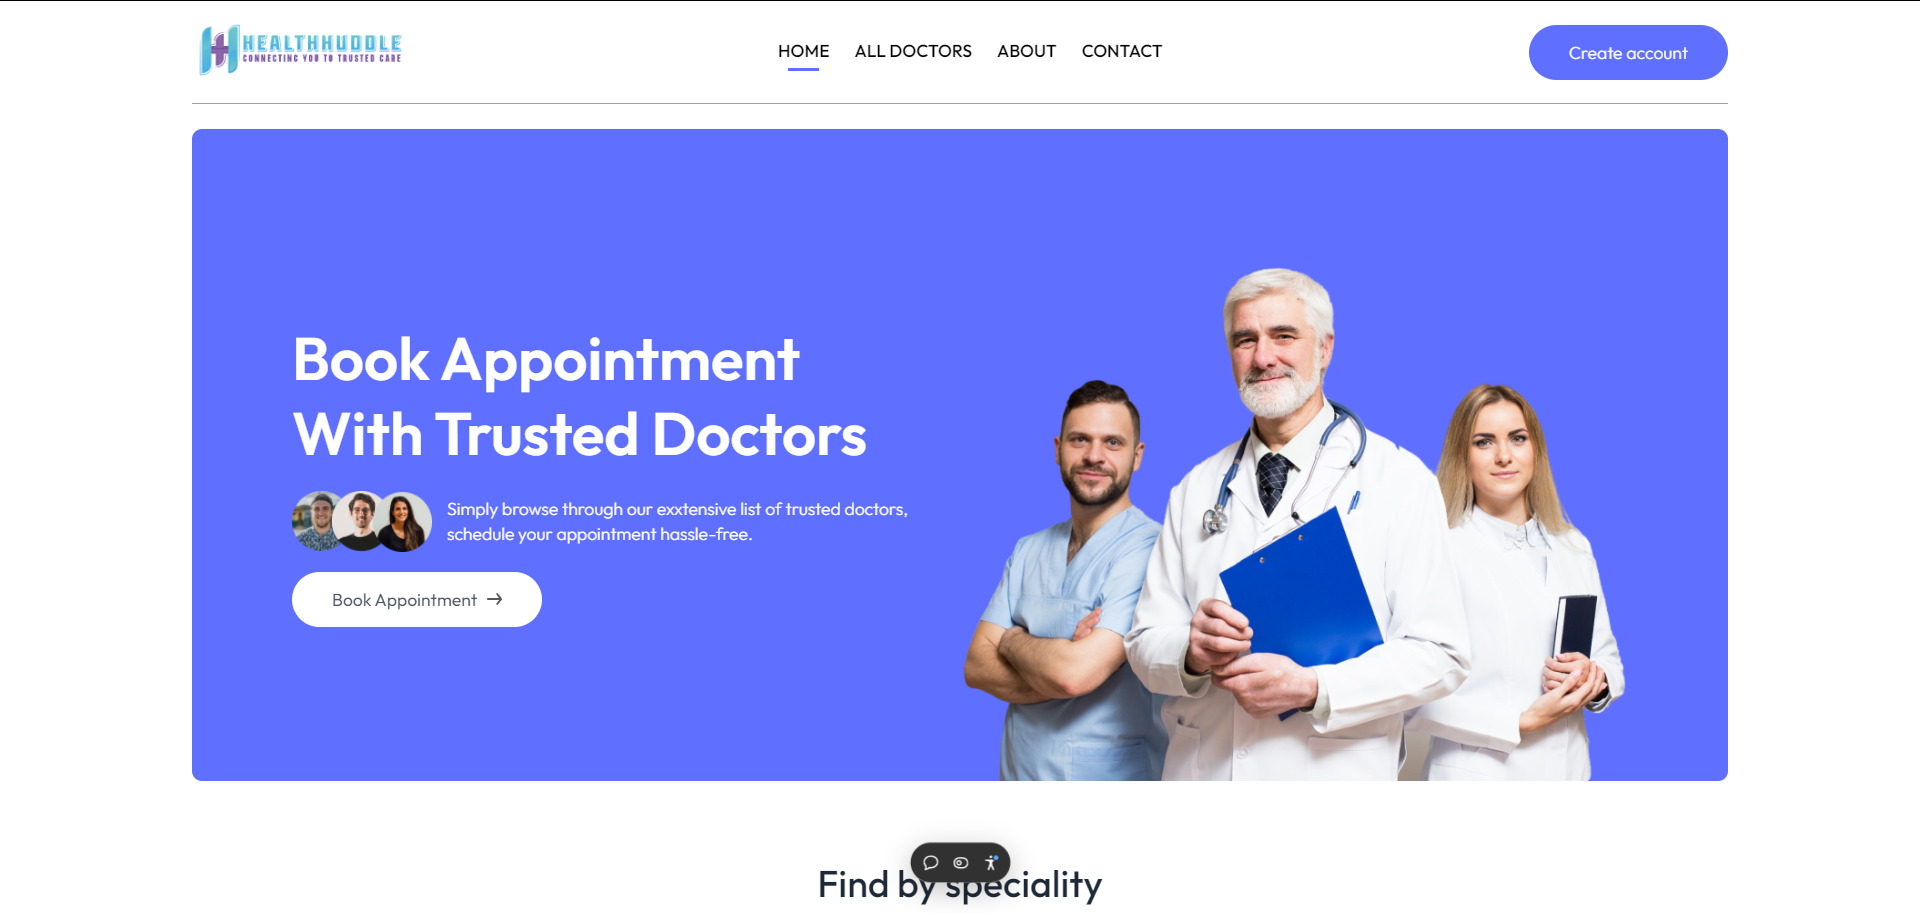 HEALTHHUDDLE
CONNECTING YOU TO TRUSTED CARE
HOME ALL DOCTORS ABOUT CONTACT
Create account
Book Appointment
With Trusted Doctors
Simply browse through our exxtensive list of trusted doctors,
schedule your appointment hassle-free.
Book Appointment →
Find by speciality